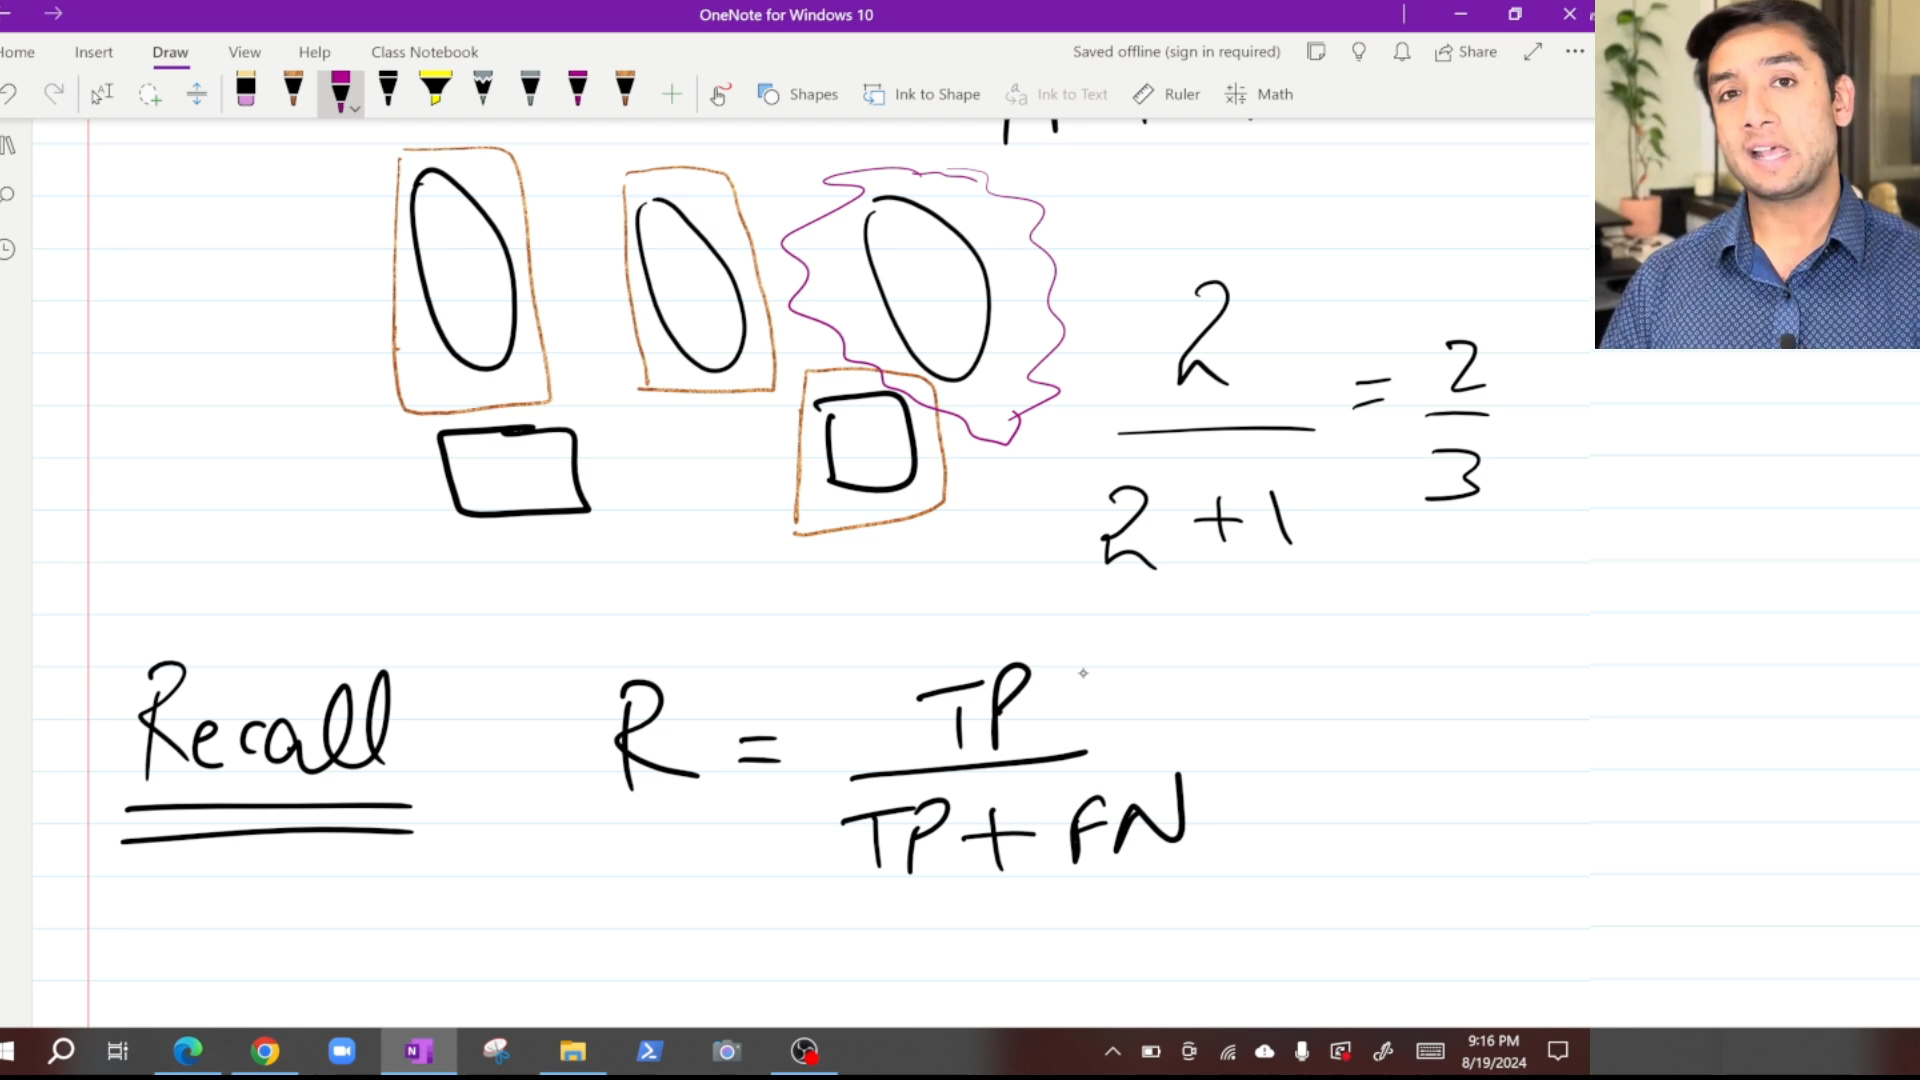 OneNote for Windows 10
Home Insert Draw View Help Class Notebook Saved offline (sign in required) Share
Shapes Ink to Shape Ink to Text Ruler Math
2
= 2
3
2 + 1
Recall R = TP
TP + FN
9:16 PM
8/19/2024